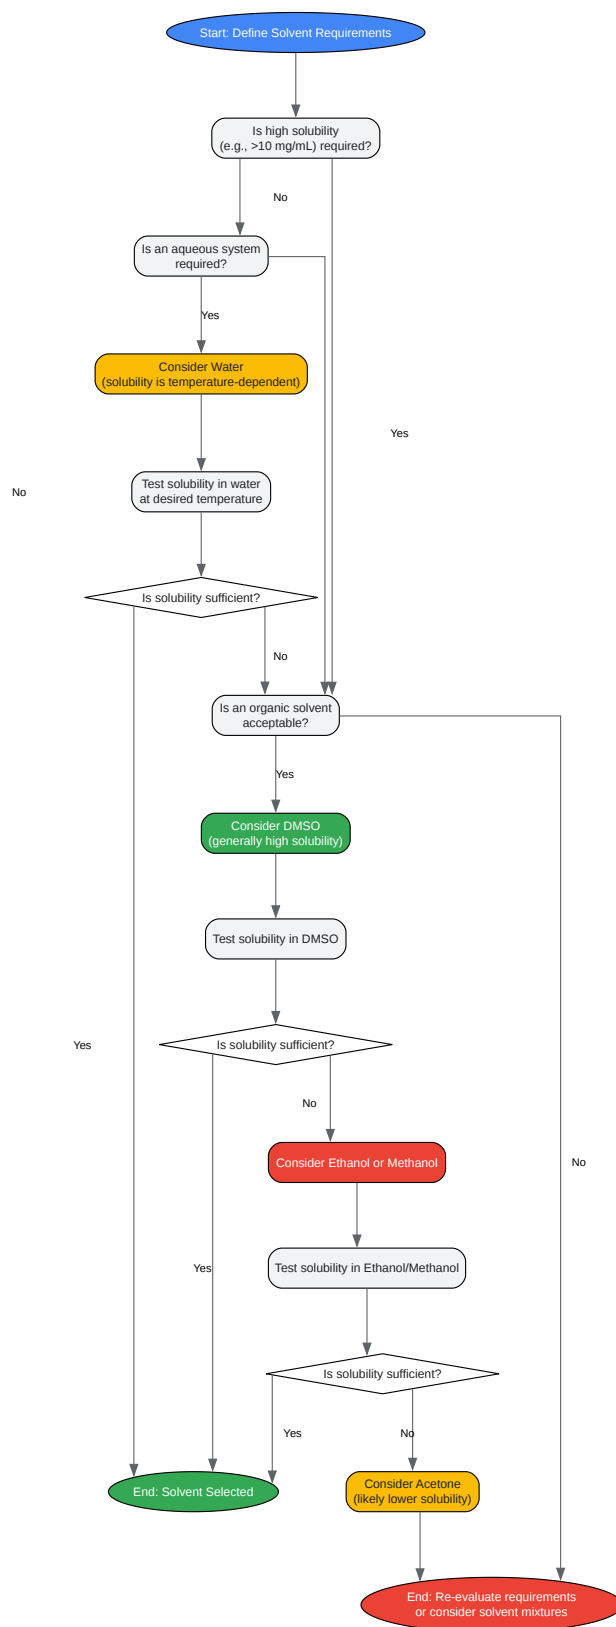 Start: Define Solvent Requirements
Is high solubility
(e.g., >10 mg/mL) required?
No
Is an aqueous system
required?
Yes
Consider Water
(solubility is temperature-dependent)
Yes
Test solubility in water
at desired temperature
No
Is solubility sufficient?
No
Is an organic solvent
acceptable?
Yes
Consider DMSO
(generally high solubility)
Test solubility in DMSO
Is solubility sufficient?
Yes
No
Consider Ethanol or Methanol
No
Test solubility in Ethanol/Methanol
Yes
Is solubility sufficient?
Yes
No
Consider Acetone
(likely lower solubility)
End: Solvent Selected
End: Re-evaluate requirements
or consider solvent mixtures